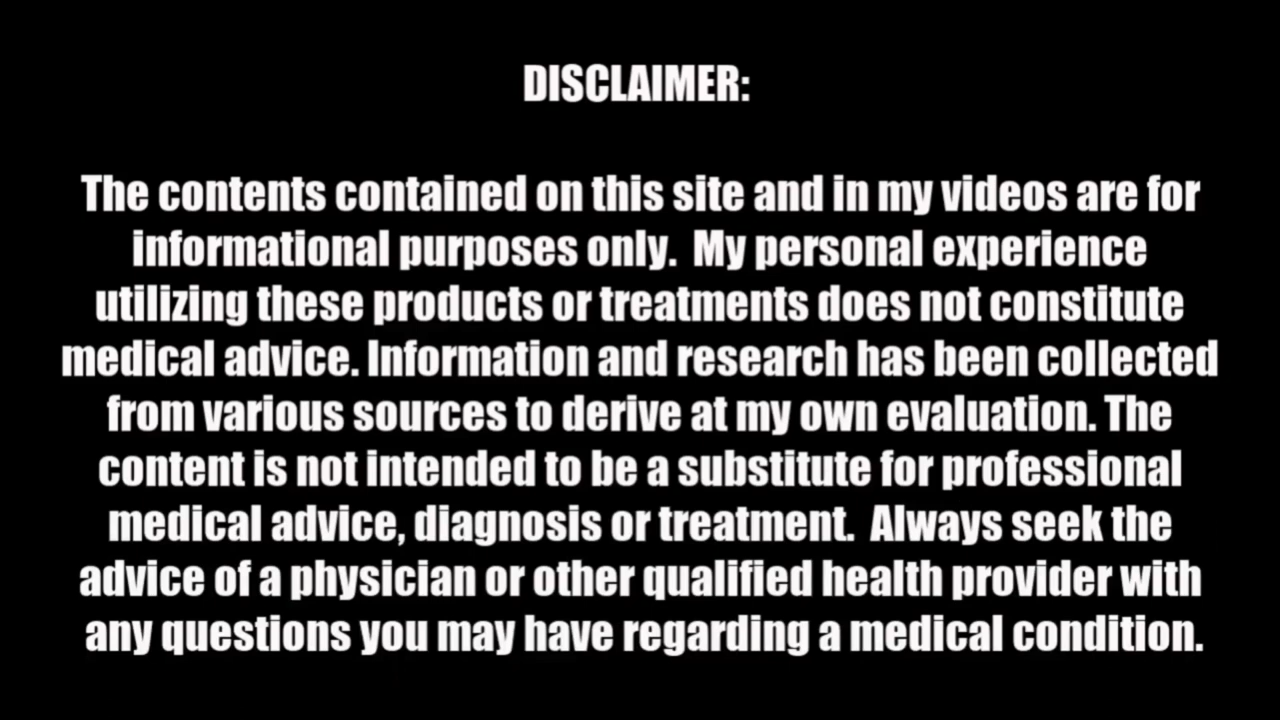 DISCLAIMER:
The contents contained on this site and in my videos are for
informational purposes only.  My personal experience
utilizing these products or treatments does not constitute
medical advice. Information and research has been collected
from various sources to derive at my own evaluation. The
content is not intended to be a substitute for professional
medical advice, diagnosis or treatment.  Always seek the
advice of a physician or other qualified health provider with
any questions you may have regarding a medical condition.